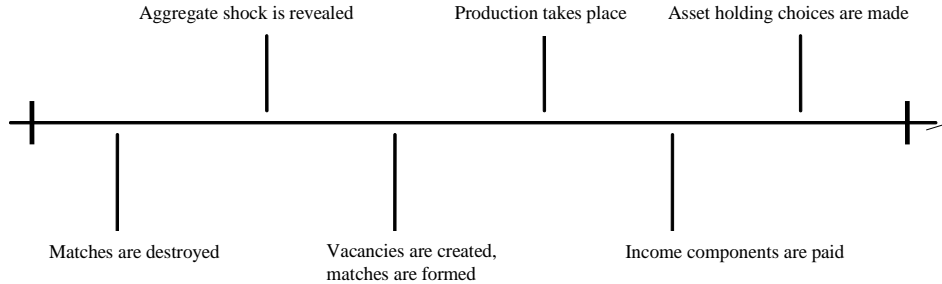 Aggregate shock is revealed
Production takes place
Asset holding choices are made
Matches are destroyed
Vacancies are created,
matches are formed
Income components are paid